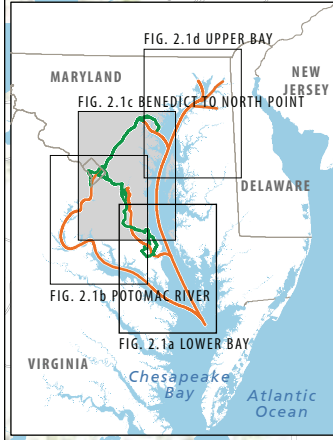 FIG. 2.1d UPPER BAY
MARYLAND
NEW
JERSEY
FIG. 2.1c BENEDICT TO NORTH POINT
DELAWARE
FIG. 2.1b POTOMAC RIVER
FIG. 2.1a LOWER BAY
VIRGINIA
Chesapeake
Bay
Atlantic
Ocean